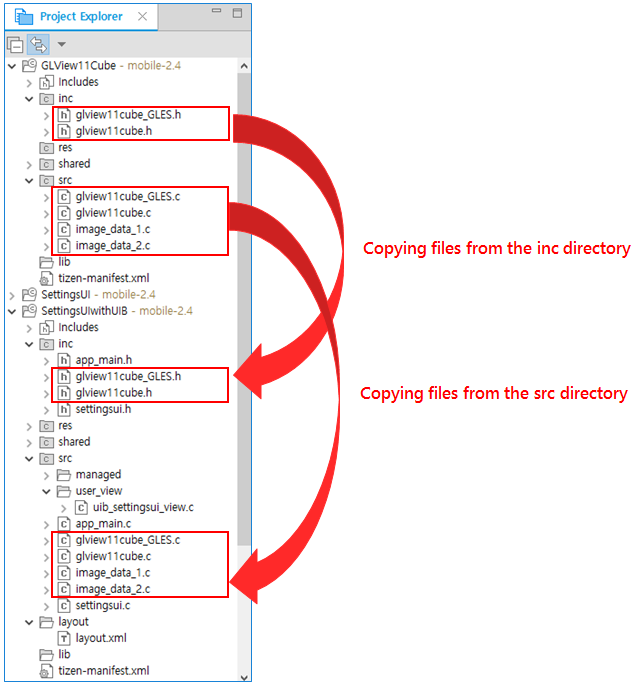 Project Explorer
GLView11Cube - mobile-2.4
Includes
inc
glview11cube_GLES.h
glview11cube.h
res
shared
src
glview11cube_GLES.c
glview11cube.c
image_data_1.c
image_data_2.c
lib
tizen-manifest.xml
SettingsUI - mobile-2.4
SettingsUIwithUIB - mobile-2.4
Includes
inc
app_main.h
glview11cube_GLES.h
glview11cube.h
settingsui.h
res
shared
src
managed
user_view
uib_settingsui_view.c
app_main.c
glview11cube_GLES.c
glview11cube.c
image_data_1.c
image_data_2.c
settingsui.c
layout
layout.xml
lib
tizen-manifest.xml
Copying files from the inc directory
Copying files from the src directory